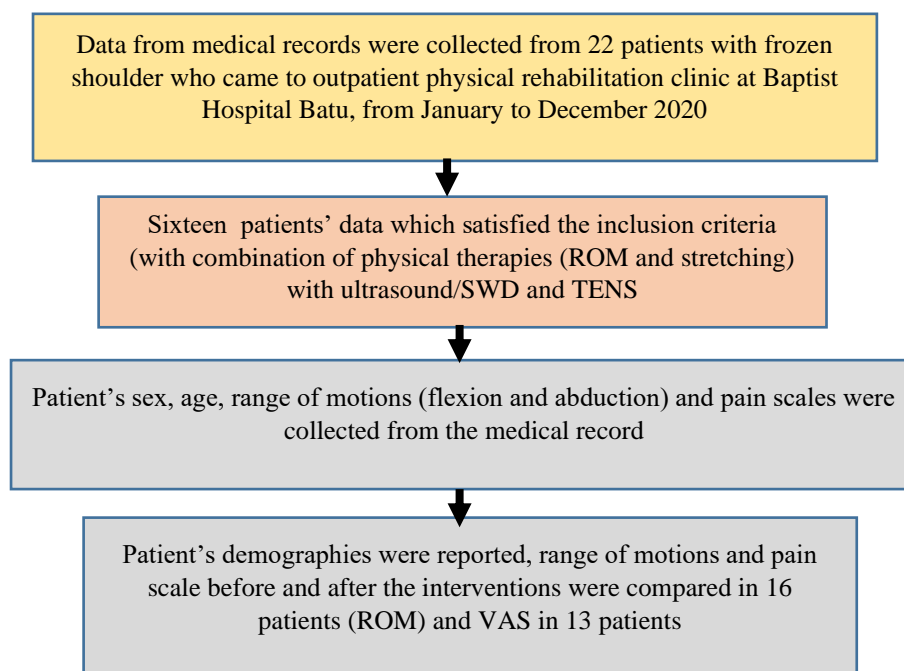 Data from medical records were collected from 22 patients with frozen
shoulder who came to outpatient physical rehabilitation clinic at Baptist
Hospital Batu, from January to December 2020
Sixteen patients’ data which satisfied the inclusion criteria
(with combination of physical therapies (ROM and stretching)
with ultrasound/SWD and TENS
Patient’s sex, age, range of motions (flexion and abduction) and pain scales were
collected from the medical record
Patient’s demographies were reported, range of motions and pain
scale before and after the interventions were compared in 16
patients (ROM) and VAS in 13 patients